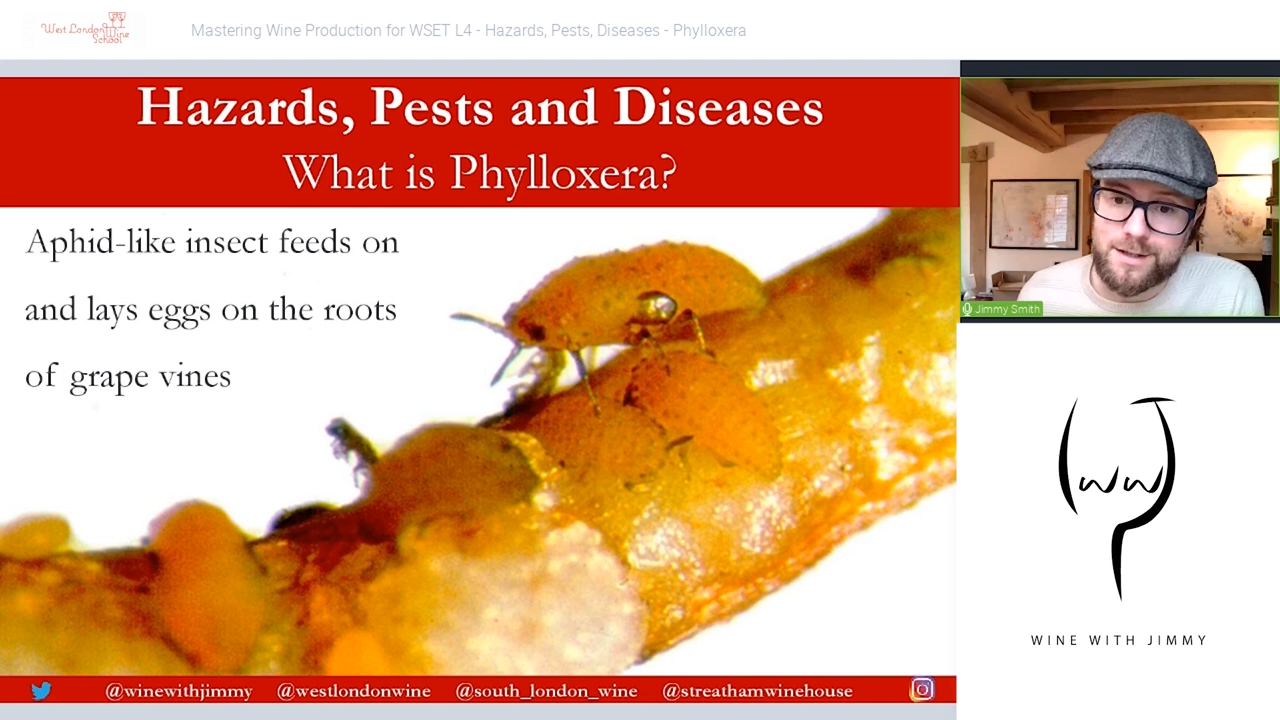 West London Wine
School
Mastering Wine Production for WSET L4 - Hazards, Pests, Diseases - Phylloxera
Hazards, Pests and Diseases
What is Phylloxera?
Aphid-like insect feeds on
and lays eggs on the roots
of grape vines
Jimmy Smith
ww
WINE WITH JIMMY
@winewithjimmy @westlondonwine @south_london_wine @streathamwinehouse